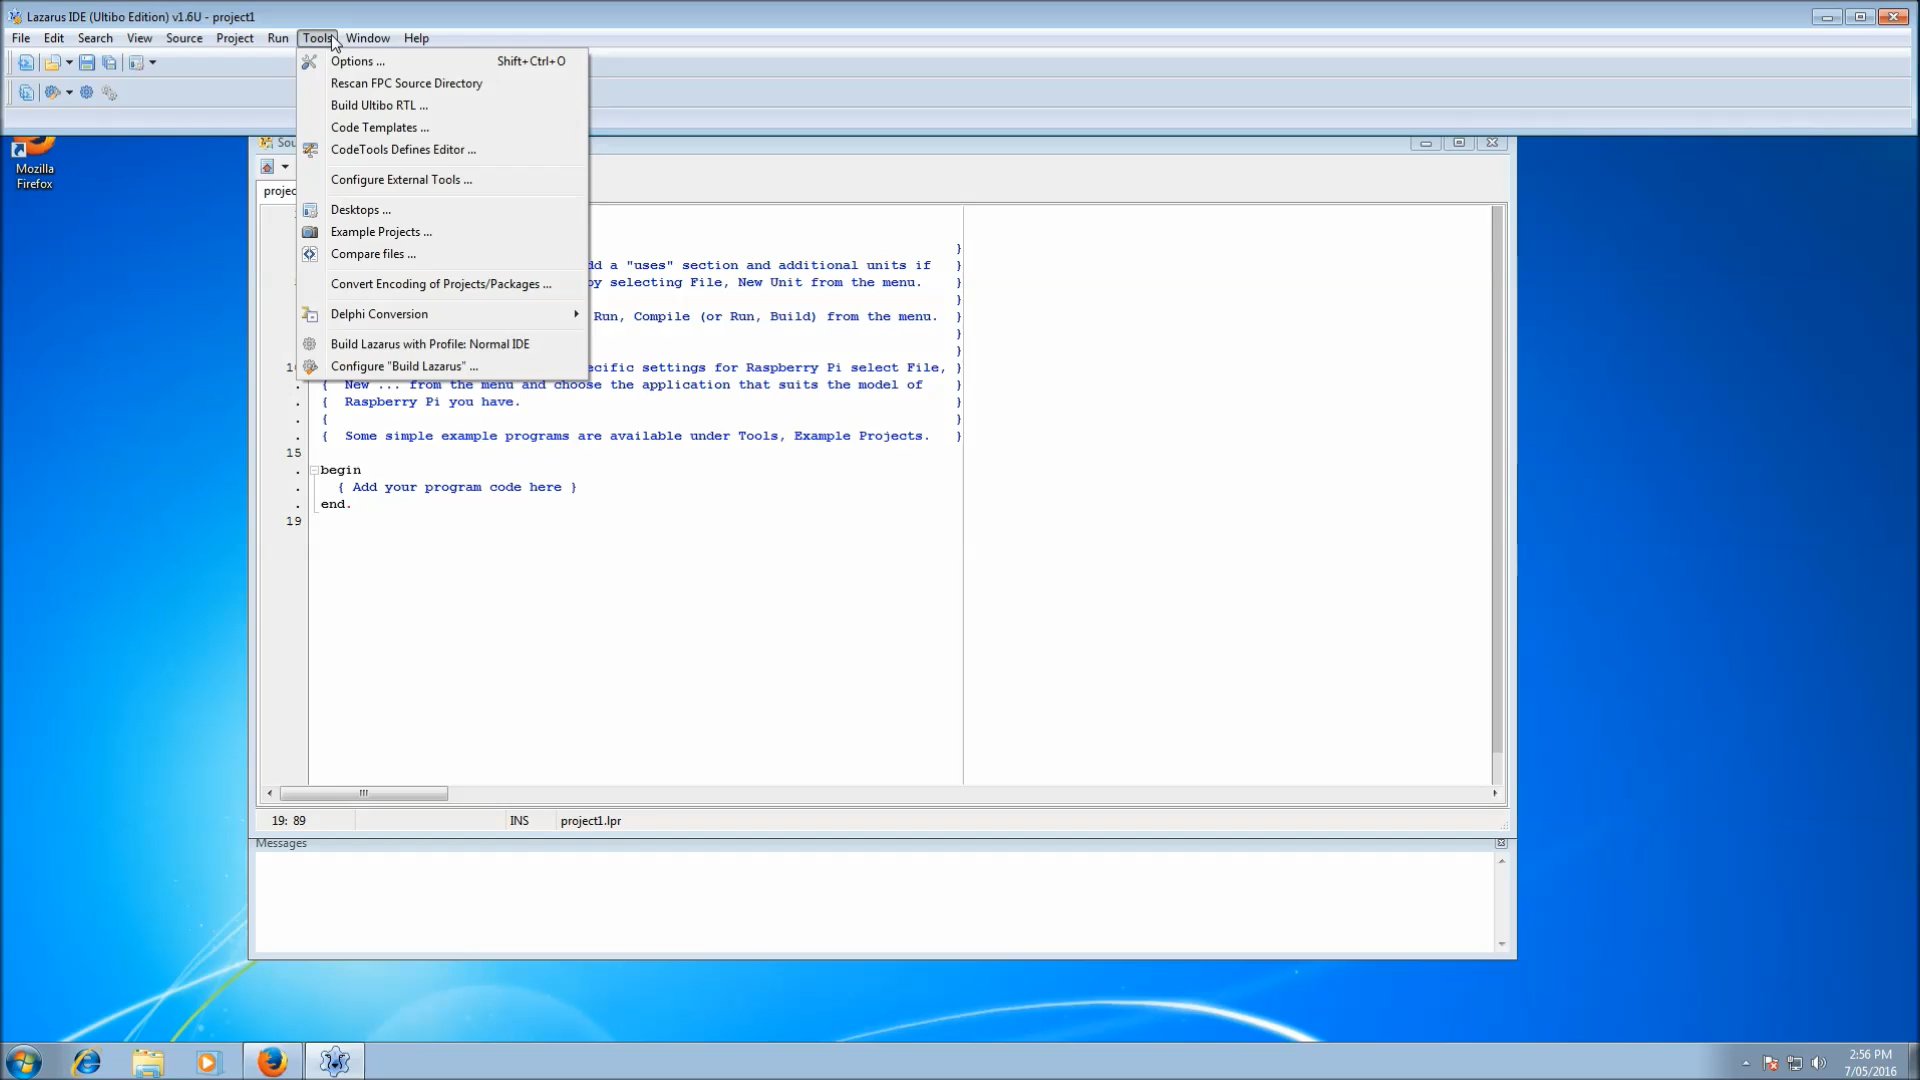 Lazarus IDE (Ultibo Edition) v1.6U - project1
File Edit Search View Source Project Run Tools Window Help
Options ... Shift+Ctrl+O
Rescan FPC Source Directory
Build Ultibo RTL ...
Code Templates ...
CodeTools Defines Editor ...
Configure External Tools ...
Desktops ...
Example Projects ...
Compare files ...
Convert Encoding of Projects/Packages ...
Delphi Conversion
Build Lazarus with Profile: Normal IDE
Configure "Build Lazarus" ...
Mozilla
Firefox
}
a "uses" section and additional units if }
by selecting File, New Unit from the menu. }
}
Run, Compile (or Run, Build) from the menu. }
}
}
settings for Raspberry Pi select File, }
. { New ... from the menu and choose the application that suits the model of }
. { Raspberry Pi you have. }
. { }
. { Some simple example programs are available under Tools, Example Projects. }
15
. begin
. { Add your program code here }
. end.
19
19: 89 INS project1.lpr
Messages
2:56 PM
7/05/2016